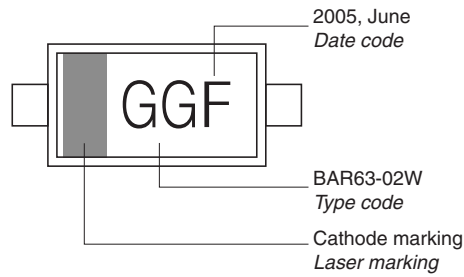 2005, June
Date code
GGF
BAR63-02W
Type code
Cathode marking
Laser marking